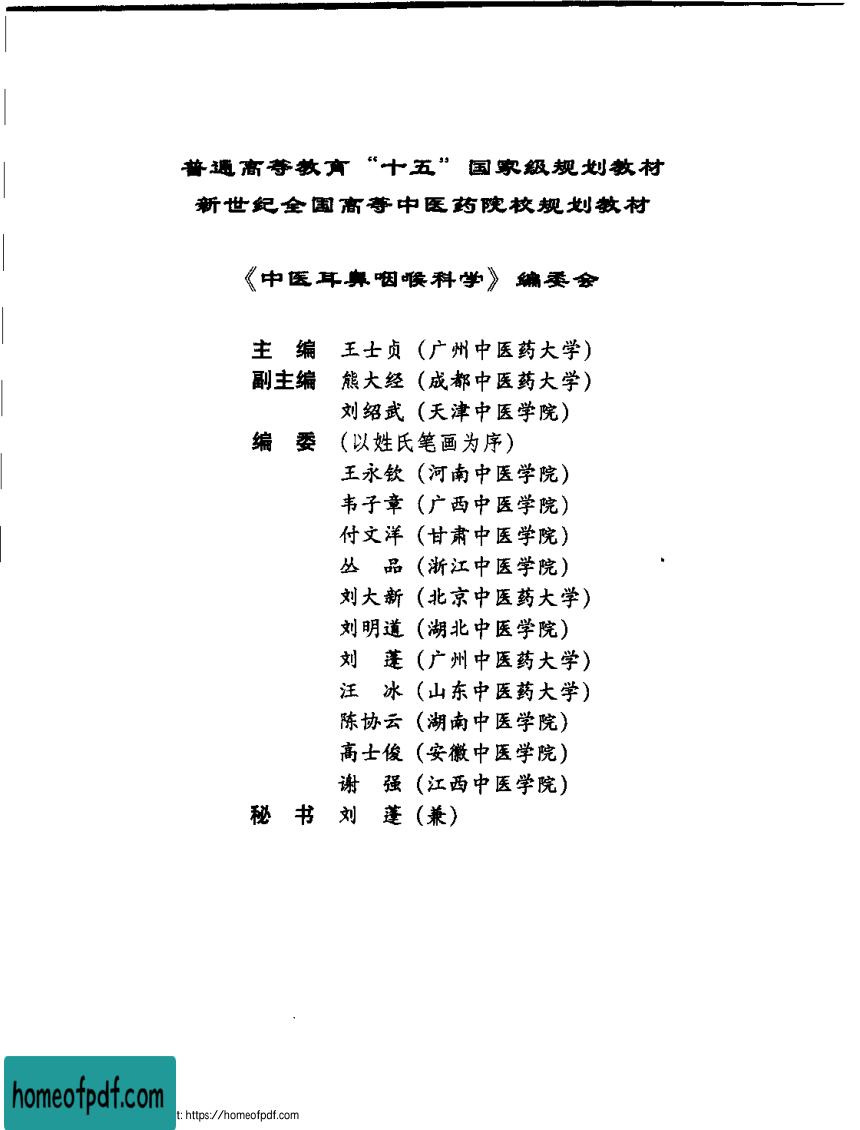 普通高等教育“十五”国家级规划教材
新世纪全国高等中医药院校规划教材
《中医耳鼻咽喉科学》编委会
主　编　王士贞（广州中医药大学）
副主编　熊大经（成都中医药大学）
刘绍武（天津中医学院）
编　委　（以姓氏笔画为序）
王永钦（河南中医学院）
韦子章（广西中医学院）
付文洋（甘肃中医学院）
丛　品（浙江中医学院）
刘大新（北京中医药大学）
刘明道（湖北中医学院）
刘　蓬（广州中医药大学）
汪　冰（山东中医药大学）
陈协云（湖南中医学院）
高士俊（安徽中医学院）
谢　强（江西中医学院）
秘　书　刘　蓬（兼）
homeofpdf.com
t: https://homeofpdf.com